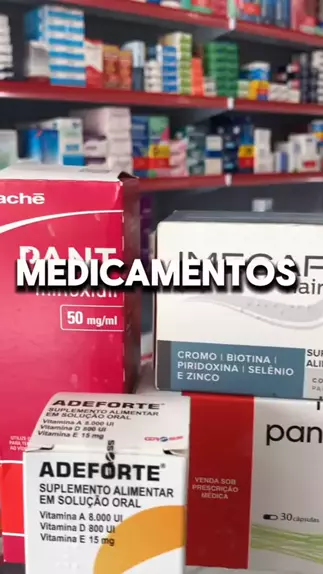 aché
PANT
minoxidil
50 mg/ml
MEDICAMENTOS
hair
CROMO | BIOTINA |
PIRIDOXINA | SELÊNIO
E ZINCO
ADEFORTE®
SUPLEMENTO ALIMENTAR
EM SOLUÇÃO ORAL
Vitamina A 8.000 UI
Vitamina D 800 UI
Vitamina E 15 mg
ADEFORTE®
SUPLEMENTO ALIMENTAR
EM SOLUÇÃO ORAL
Vitamina A 8.000 UI
Vitamina D 800 UI
Vitamina E 15 mg
pan
VENDA SOB
PRESCRIÇÃO
MÉDICA
30 cápsulas